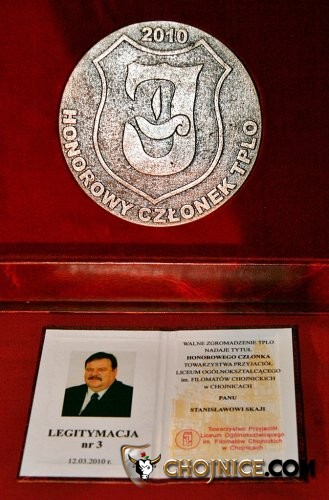 2010
HONOROWY CZŁONEK TPLO
LEGITYMACJA
nr 3
12.03.2010 r.
WALNE ZGROMADZENIE TPLO
NADAJE TYTUŁ
HONOROWEGO CZŁONKA
TOWARZYSTWA PRZYJACIÓŁ
LICEUM OGÓLNOKSZTAŁCĄCEGO
im. FILOMATÓW CHOJNICKICH
w CHOJNICACH
PANU
STANISŁAWOWI SKAJI
Towarzystwo Przyjaciół
Liceum Ogólnokształcącego
im. Filomatów Chojnickich
w Chojnicach
CHOJNICE.COM